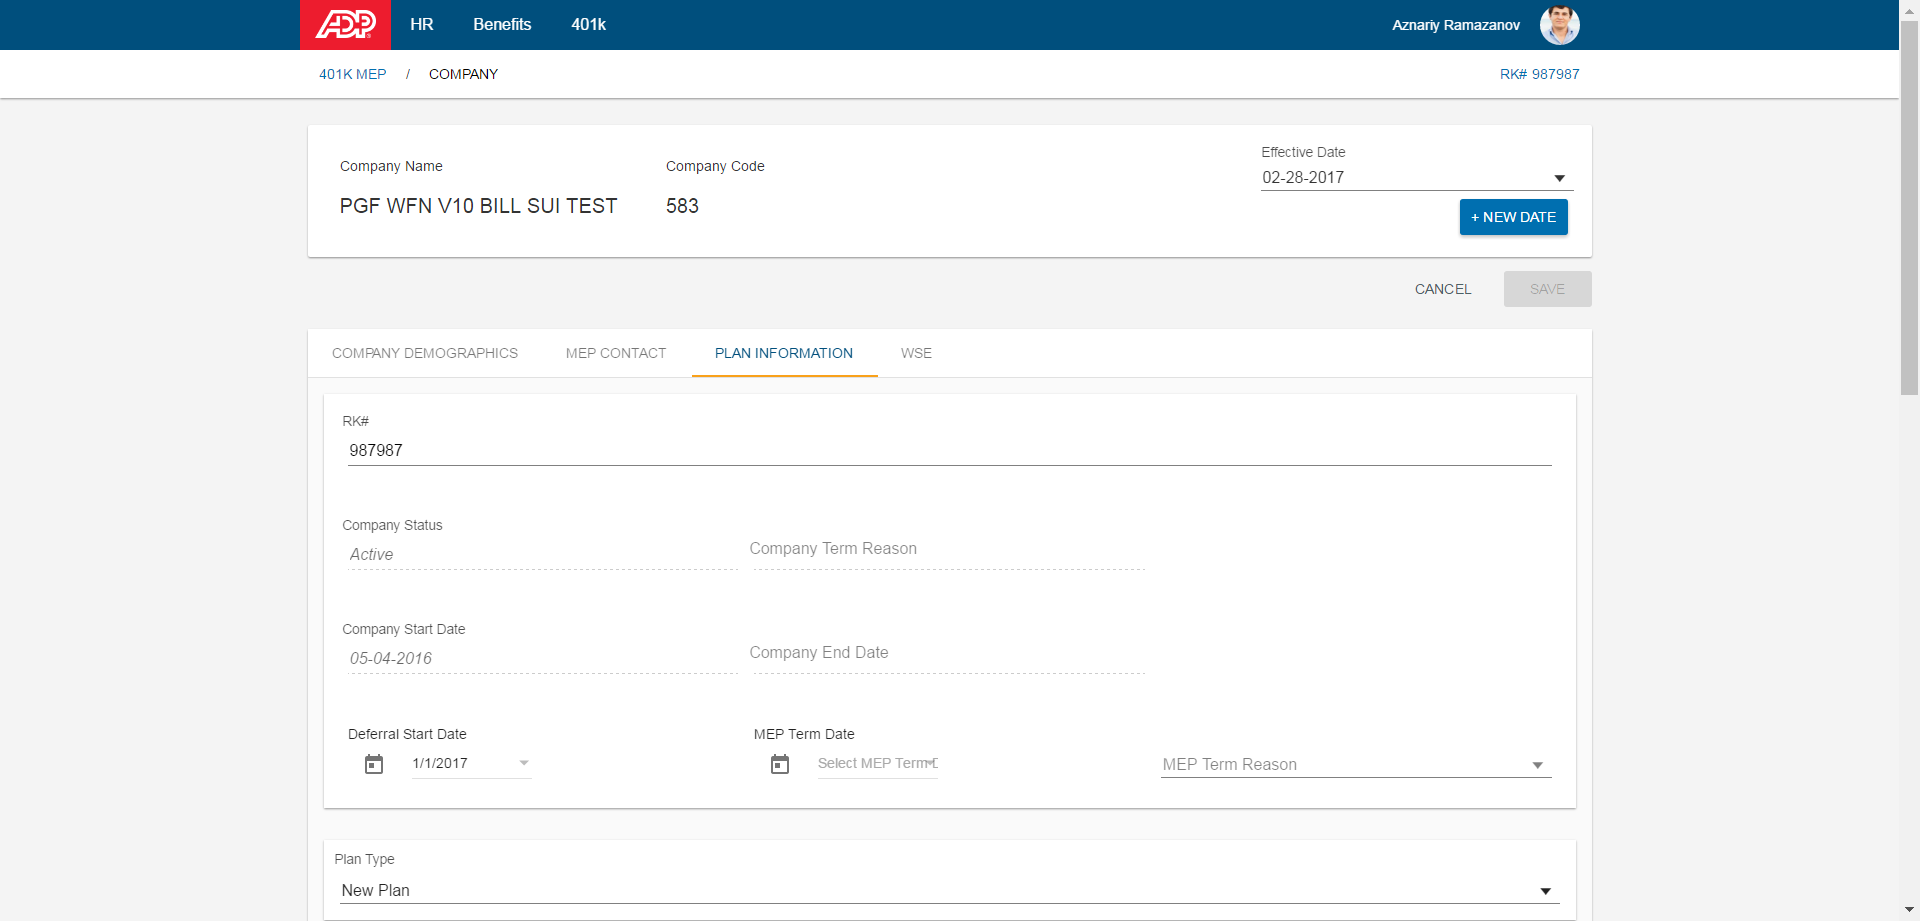 ADP HR Benefits 401k Aznariy Ramazanov
401K MEP / COMPANY RK# 987987
Company Name Company Code Effective Date
PGF WFN V10 BILL SUI TEST 583 02-28-2017
+ NEW DATE
CANCEL SAVE
COMPANY DEMOGRAPHICS MEP CONTACT PLAN INFORMATION WSE
RK#
987987
Company Status
Active Company Term Reason
Company Start Date
05-04-2016 Company End Date
Deferral Start Date MEP Term Date
1/1/2017 Select MEP Term MEP Term Reason
Plan Type
New Plan